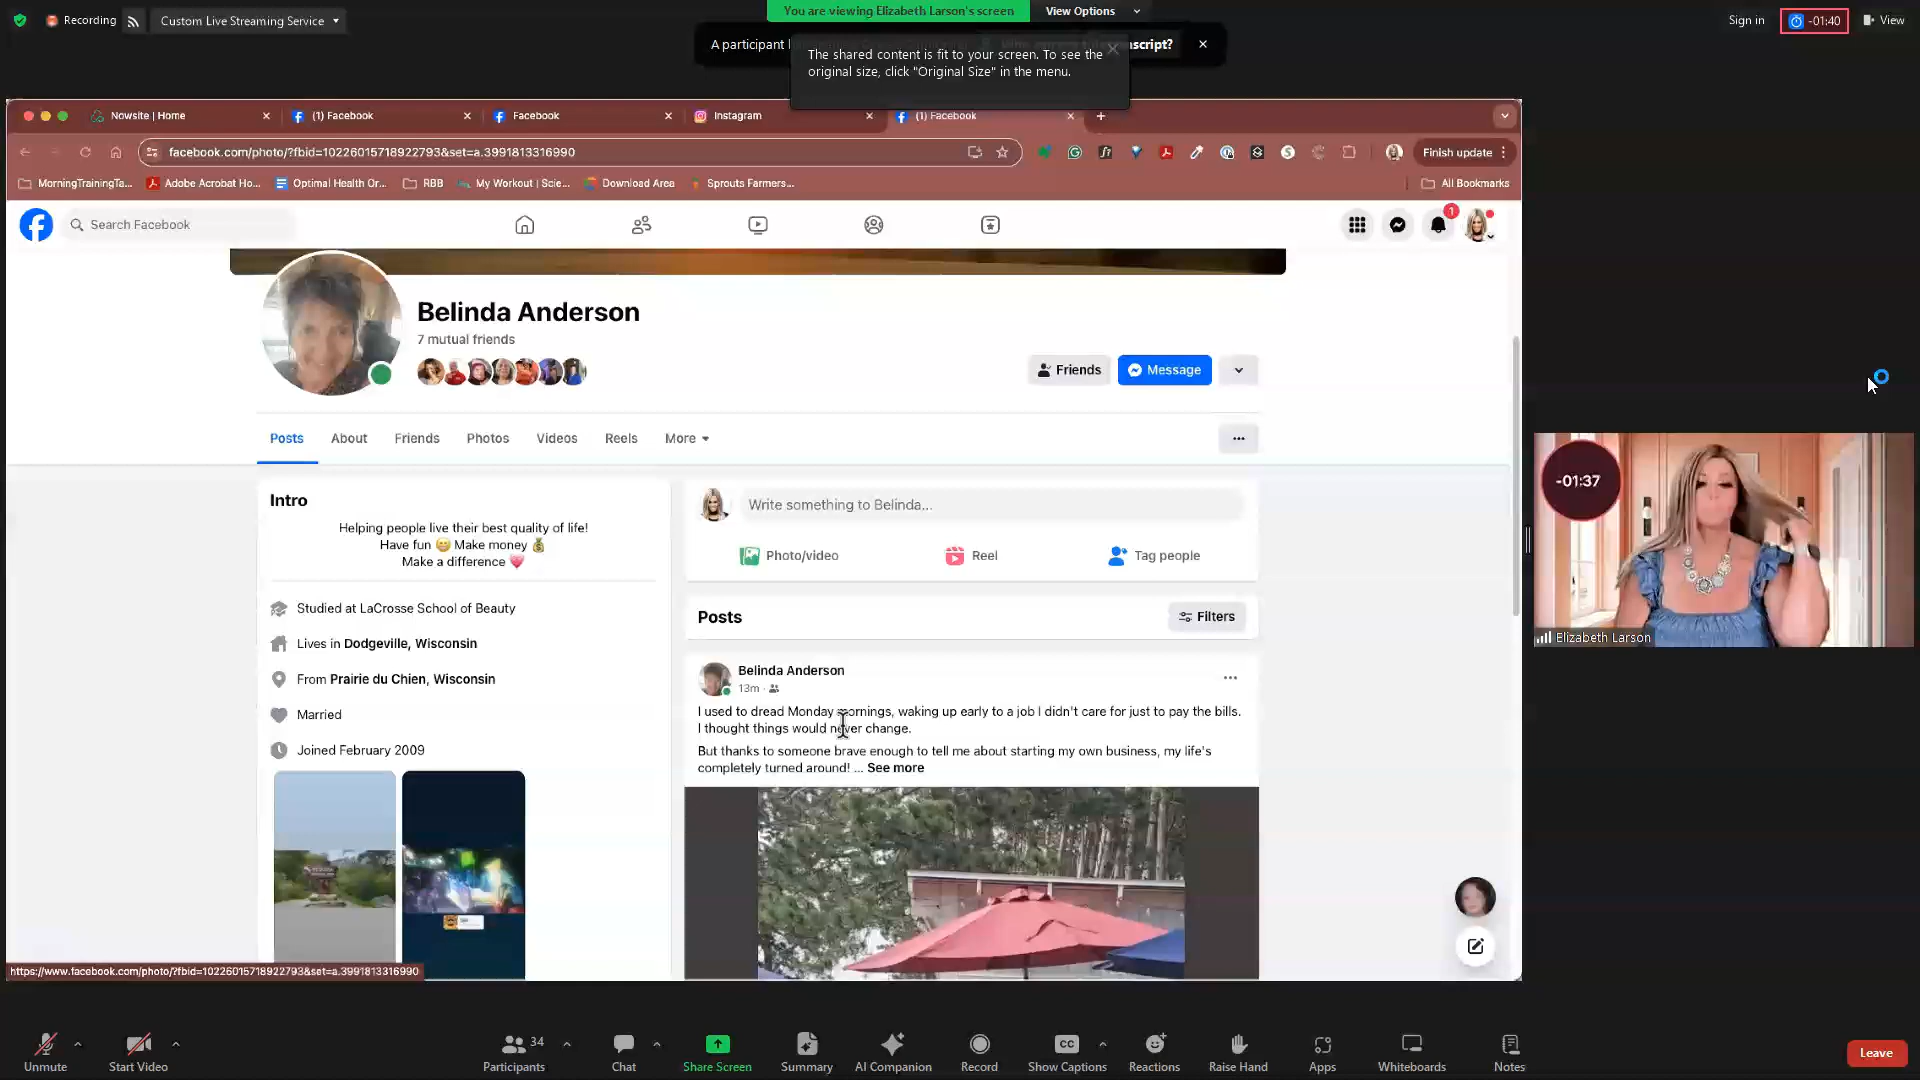 Recording
Custom Live Streaming Service
You are viewing Elizabeth Larson's screen
View Options
Sign in
-01:40
View
A participant
nscript?
The shared content is fit to your screen. To see the
original size, click "Original Size" in the menu.
Nowsite | Home
(1) Facebook
Facebook
Instagram
(1) Facebook
facebook.com/photo/?fbid=10226015718922793&set=a.3991813316990
Finish update
MorningTrainingTa...
Adobe Acrobat Ho...
Optimal Health Or...
RBB
My Workout | Scie...
Download Area
Sprouts Farmers...
All Bookmarks
Search Facebook
1
Belinda Anderson
7 mutual friends
Friends
Message
Posts
About
Friends
Photos
Videos
Reels
More
Intro
Helping people live their best quality of life!
Have fun 😁 Make money 💰
Make a difference 💗
Studied at LaCrosse School of Beauty
Lives in Dodgeville, Wisconsin
From Prairie du Chien, Wisconsin
Married
Joined February 2009
Write something to Belinda...
Photo/video
Reel
Tag people
Posts
Filters
Belinda Anderson
13m
I used to dread Monday mornings, waking up early to a job I didn't care for just to pay the bills.
I thought things would never change.
But thanks to someone brave enough to tell me about starting my own business, my life's
completely turned around! ... See more
https://www.facebook.com/photo/?fbid=10226015718922793&set=a.3991813316990
-01:37
Elizabeth Larson
Unmute
Start Video
Participants
34
Chat
Share Screen
Summary
AI Companion
Record
CC
Show Captions
Reactions
Raise Hand
Apps
Whiteboards
Notes
Leave